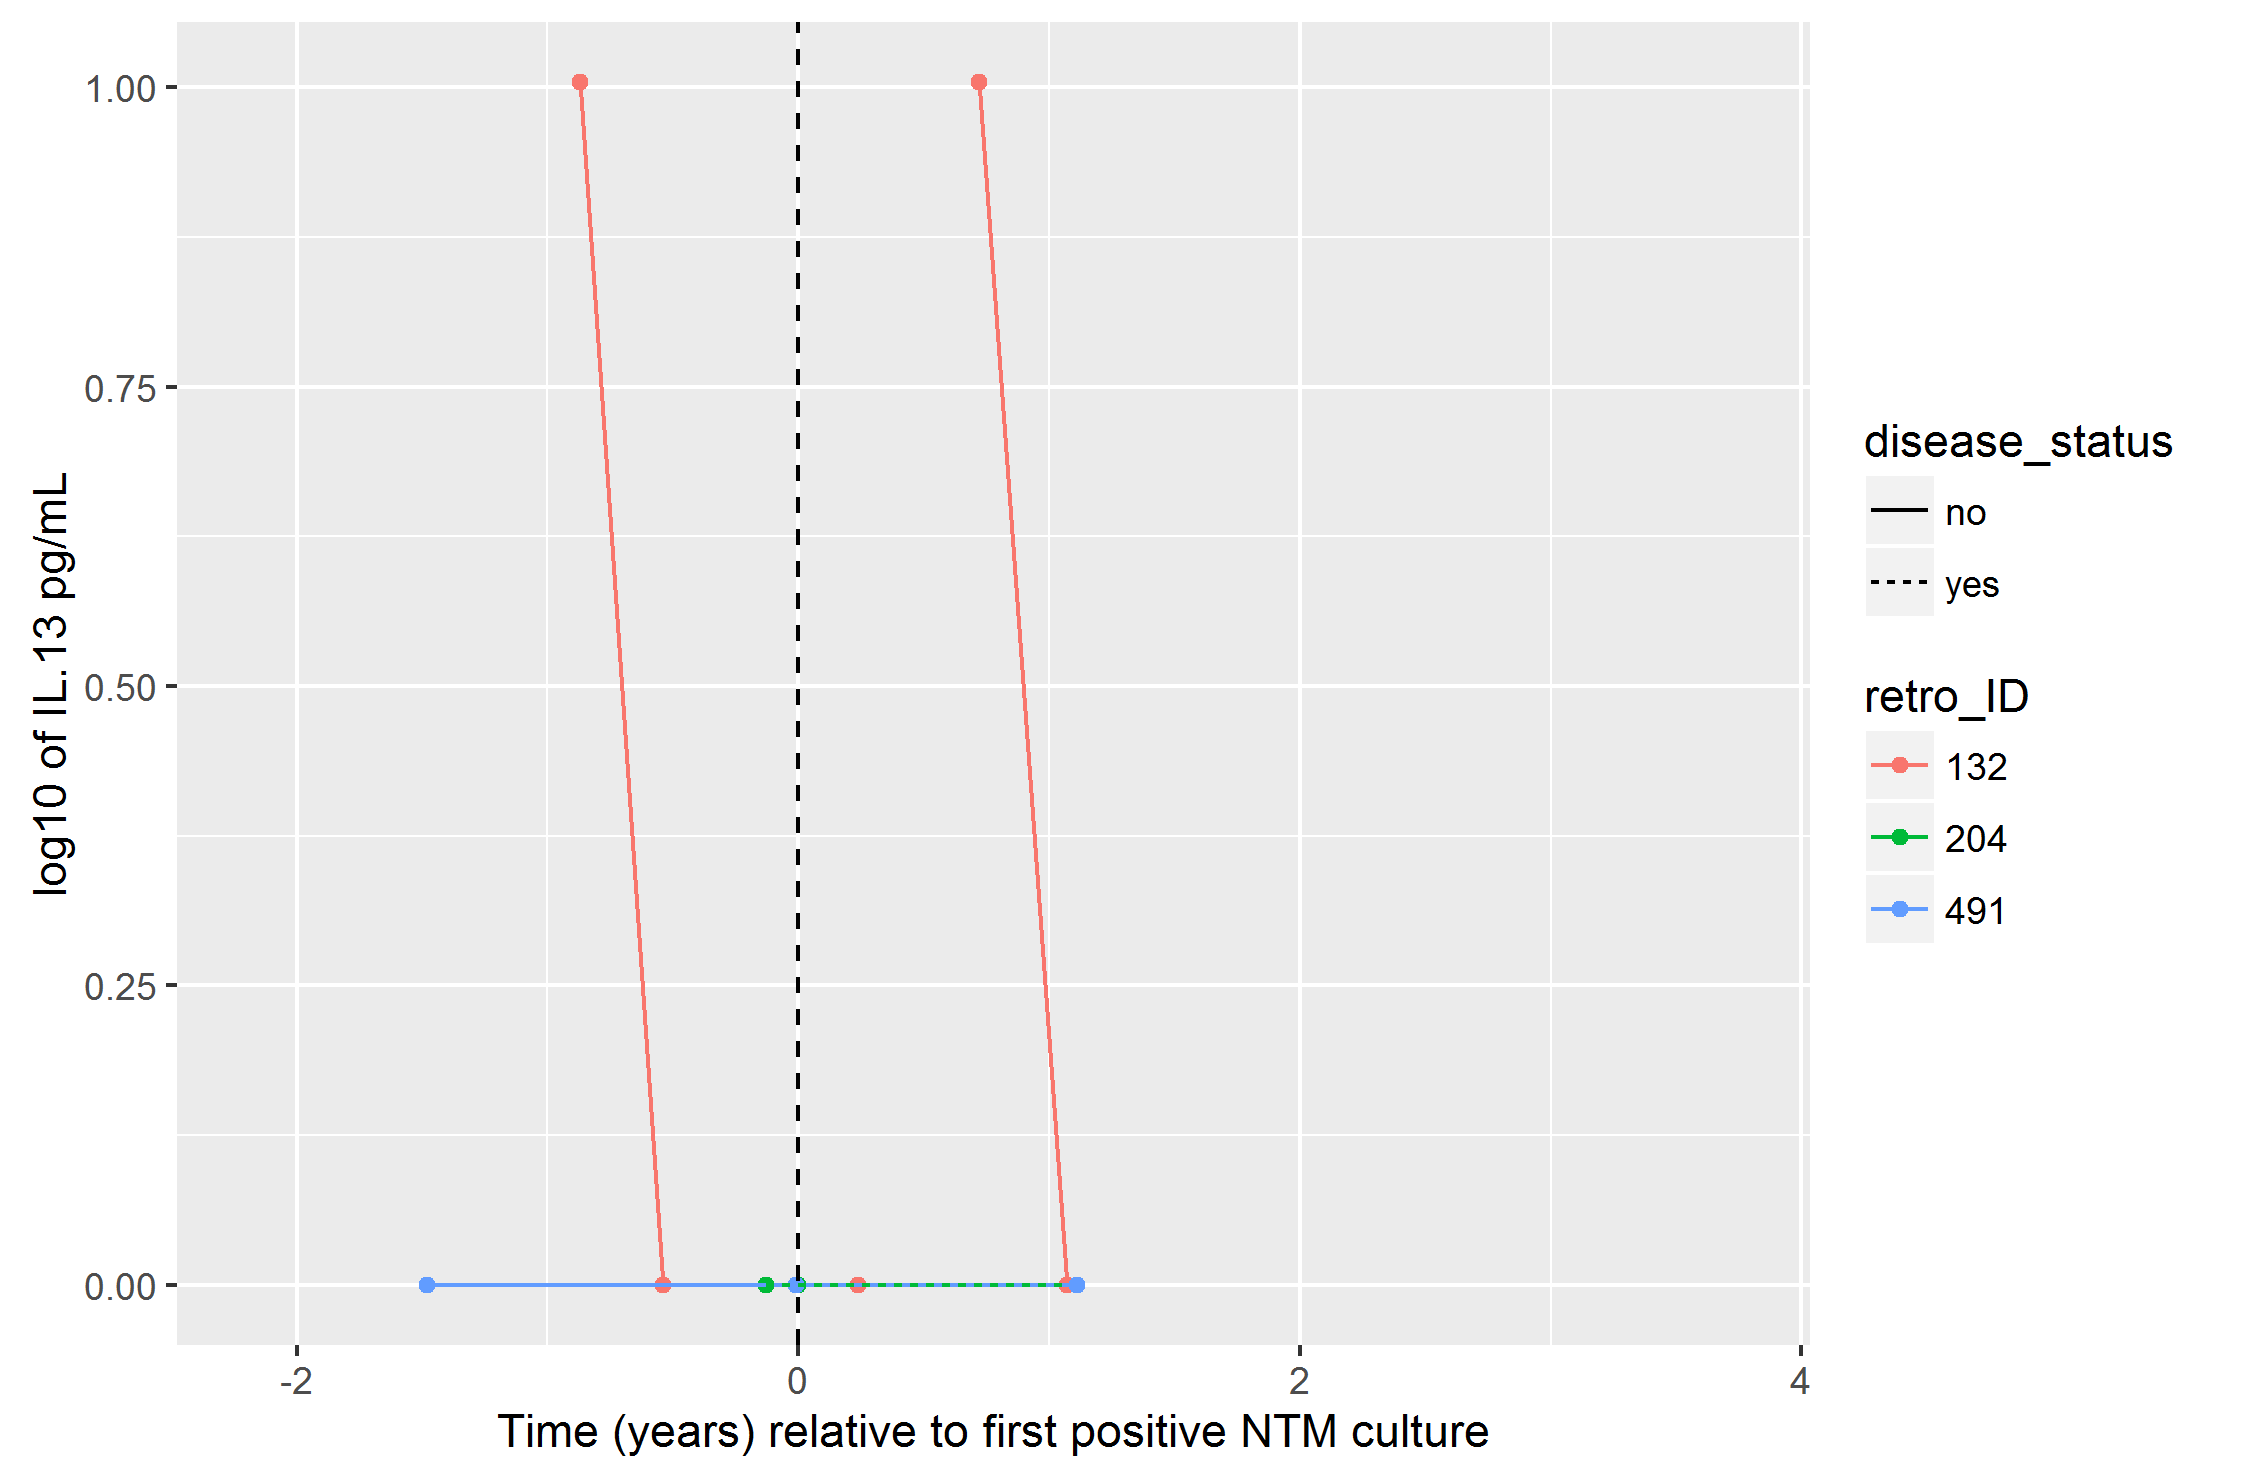 1.00
0.75
0.50
0.25
0.00
log10 of IL.13 pg/mL
-2
0
2
4
Time (years) relative to first positive NTM culture
disease_status
no
yes
retro_ID
132
204
491